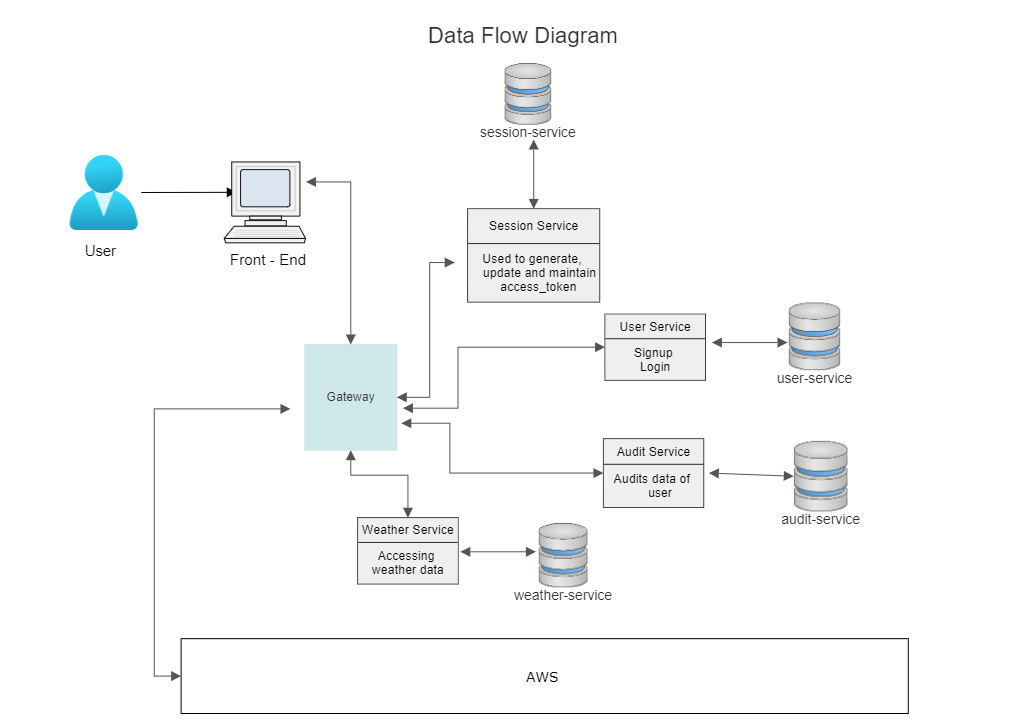 Data Flow Diagram
session-service
User
Front - End
Session Service
Used to generate,
update and maintain
access_token
User Service
Signup
Login
user-service
Gateway
Audit Service
Audits data of
user
audit-service
Weather Service
Accessing
weather data
weather-service
AWS